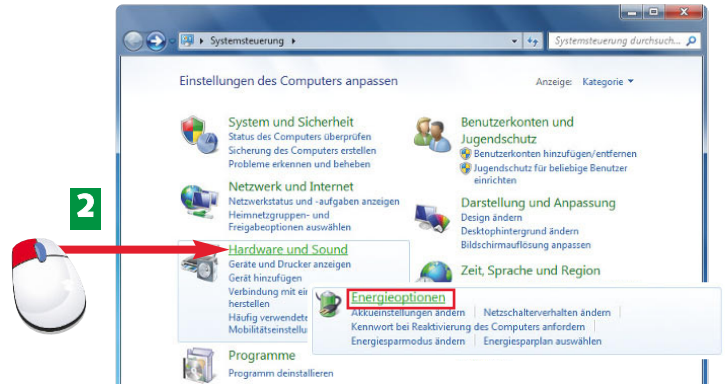 Systemsteuerung
Systemsteuerung durchsuch...
Einstellungen des Computers anpassen
Anzeige: Kategorie
System und Sicherheit
Status des Computers überprüfen
Sicherung des Computers erstellen
Probleme erkennen und beheben
Netzwerk und Internet
Netzwerkstatus und -aufgaben anzeigen
Heimnetzgruppen- und
Freigabeoptionen auswählen
2
Hardware und Sound
Geräte und Drucker anzeigen
Gerät hinzufügen
Verbindung mit
herstellen
Häufig verwendete
Programme
Programm deinstallieren
Benutzerkonten und
Jugendschutz
Benutzerkonten hinzufügen/entfernen
Jugendschutz für beliebige Benutzer
einrichten
Darstellung und Anpassung
Design ändern
Desktophintergrund ändern
Bildschirmauflösung anpassen
Zeit, Sprache und Region
Energieoptionen
Akkueinstellungen ändern | Netzschalterverhalten ändern |
Kennwort bei Reaktivierung des Computers anfordern |
Energiesparmodus ändern | Energiesparplan auswählen